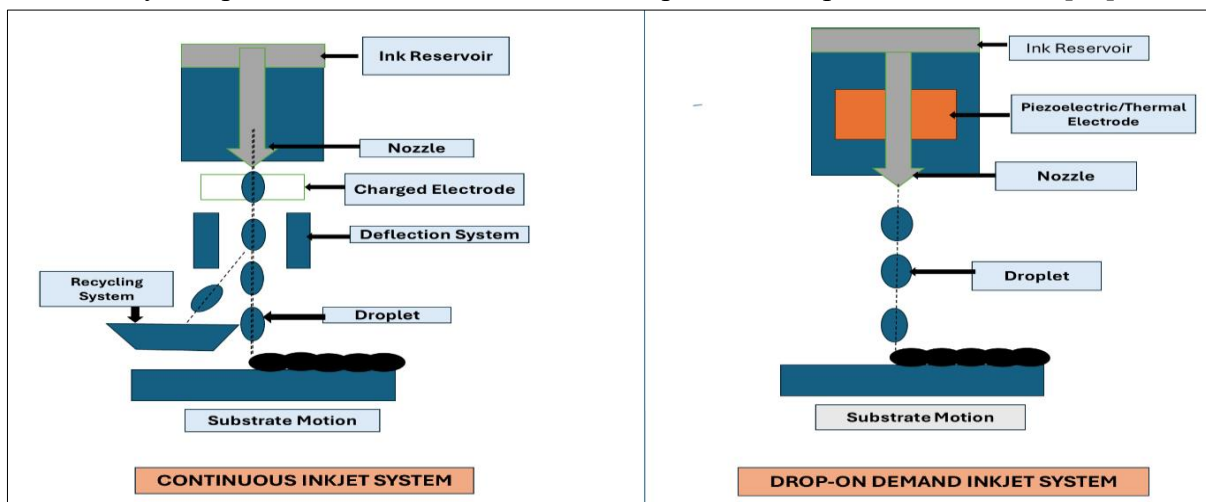 Ink Reservoir
Nozzle
Charged Electrode
Deflection System
Recycling
System
Droplet
Substrate Motion
CONTINUOUS INKJET SYSTEM
Ink Reservoir
Piezoelectric/Thermal
Electrode
Nozzle
Droplet
Substrate Motion
DROP-ON DEMAND INKJET SYSTEM